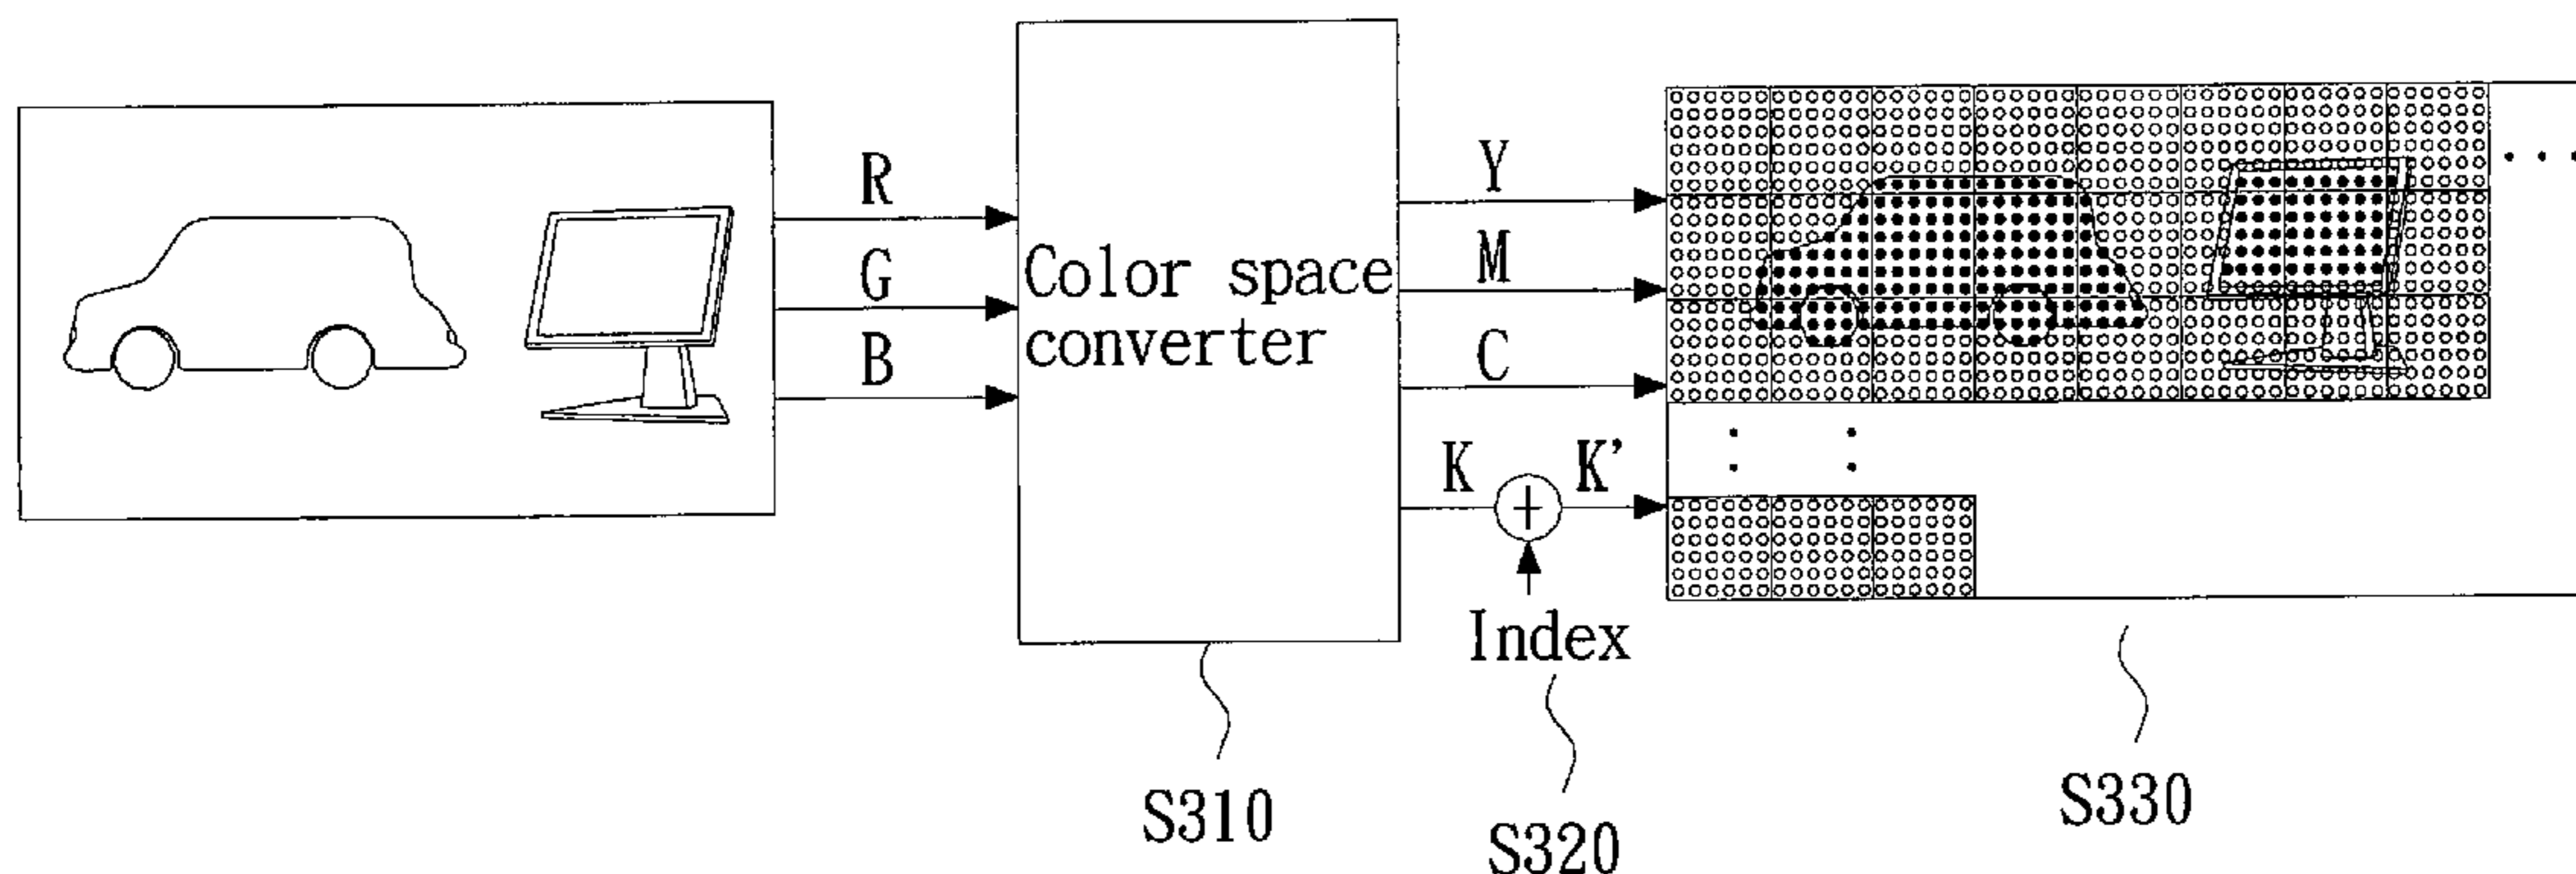 R
G
B
Color space
converter
Y
M
C
K
K'
Index
S310
S320
S330